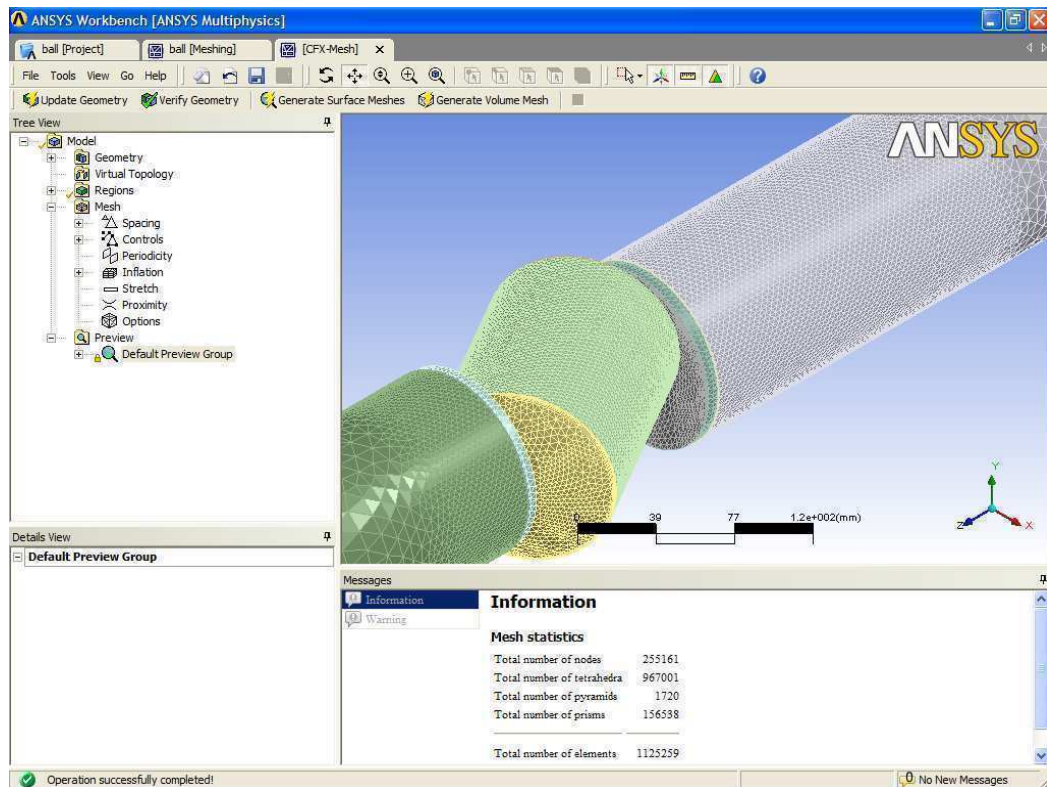 ANSYS Workbench [ANSYS Multiphysics]
ball [Project]
ball [Meshing]
[CFX-Mesh]
File Tools View Go Help
Update Geometry Verify Geometry Generate Surface Meshes Generate Volume Mesh
Tree View
Model
Geometry
Virtual Topology
Regions
Mesh
Spacing
Controls
Periodicity
Inflation
Stretch
Proximity
Options
Preview
Default Preview Group
ANSYS
Y
Z
X
0 39 77 1.2e+002(mm)
Details View
Default Preview Group
Messages
Information
Warning
Information
Mesh statistics
Total number of nodes 255161
Total number of tetrahedra 967001
Total number of pyramids 1720
Total number of prisms 156538
Total number of elements 1125259
Operation successfully completed!
No New Messages